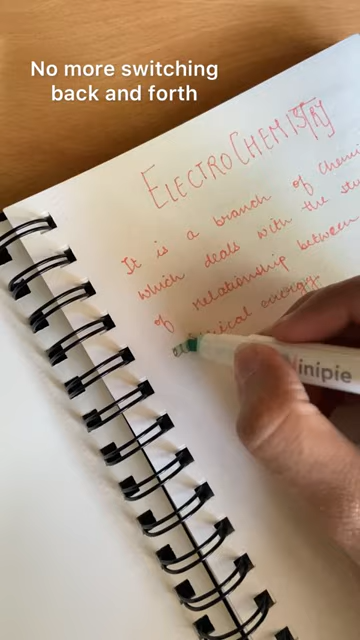 No more switching
back and forth
ELECTROCHEMISTRY
It is a branch of
which deals with the
of relationship between
energy
inipie